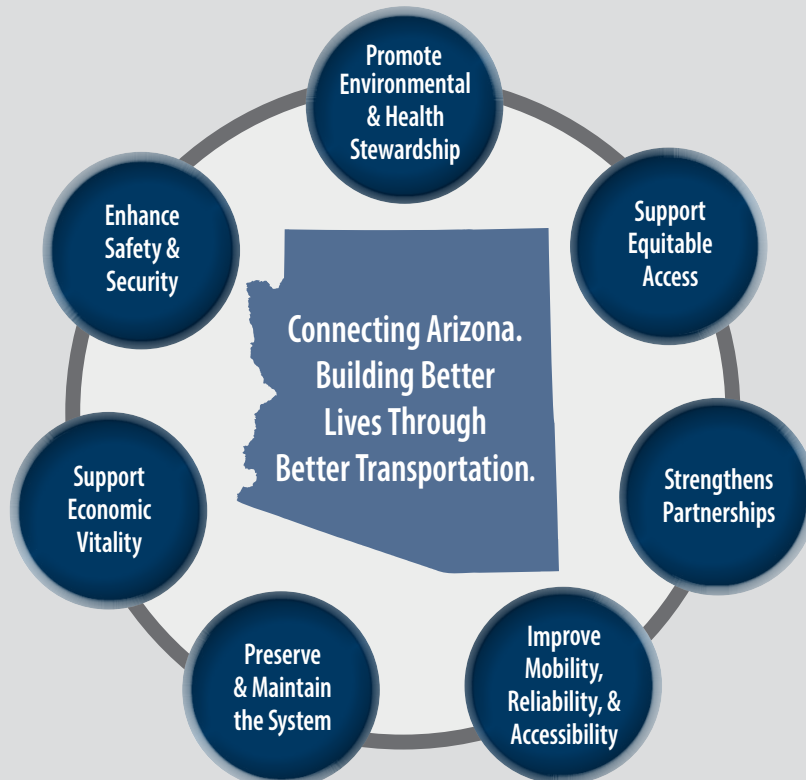 Promote
Environmental
& Health
Stewardship
Support
Equitable
Access
Strengthens
Partnerships
Improve
Mobility,
Reliability, &
Accessibility
Preserve
& Maintain
the System
Support
Economic
Vitality
Enhance
Safety &
Security
Connecting Arizona.
Building Better
Lives Through
Better Transportation.